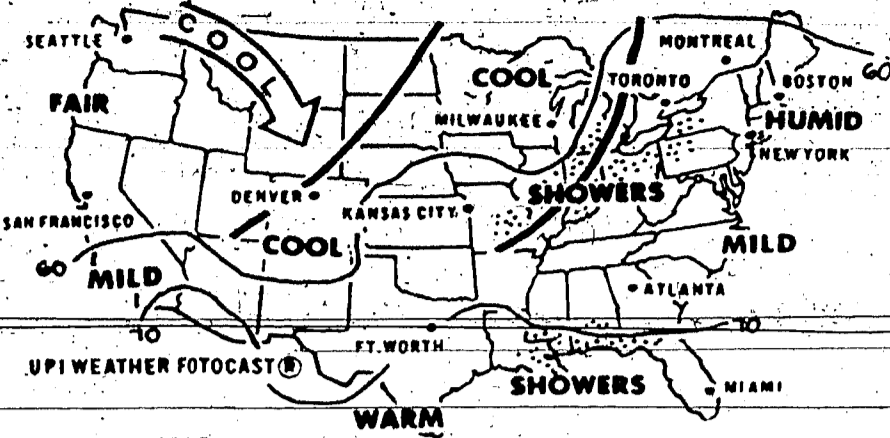 SEATTLE
COOL
MONTREAL
60
COOL
TORONTO
BOSTON
FAIR
MILWAUKEE
HUMID
NEW YORK
DENVER
SHOWERS
KANSAS CITY
SAN FRANCISCO
COOL
MILD
60
MILD
ATLANTA
70
70
FT. WORTH
UPI WEATHER FOTOCAST ®
SHOWERS
MIAMI
WARM